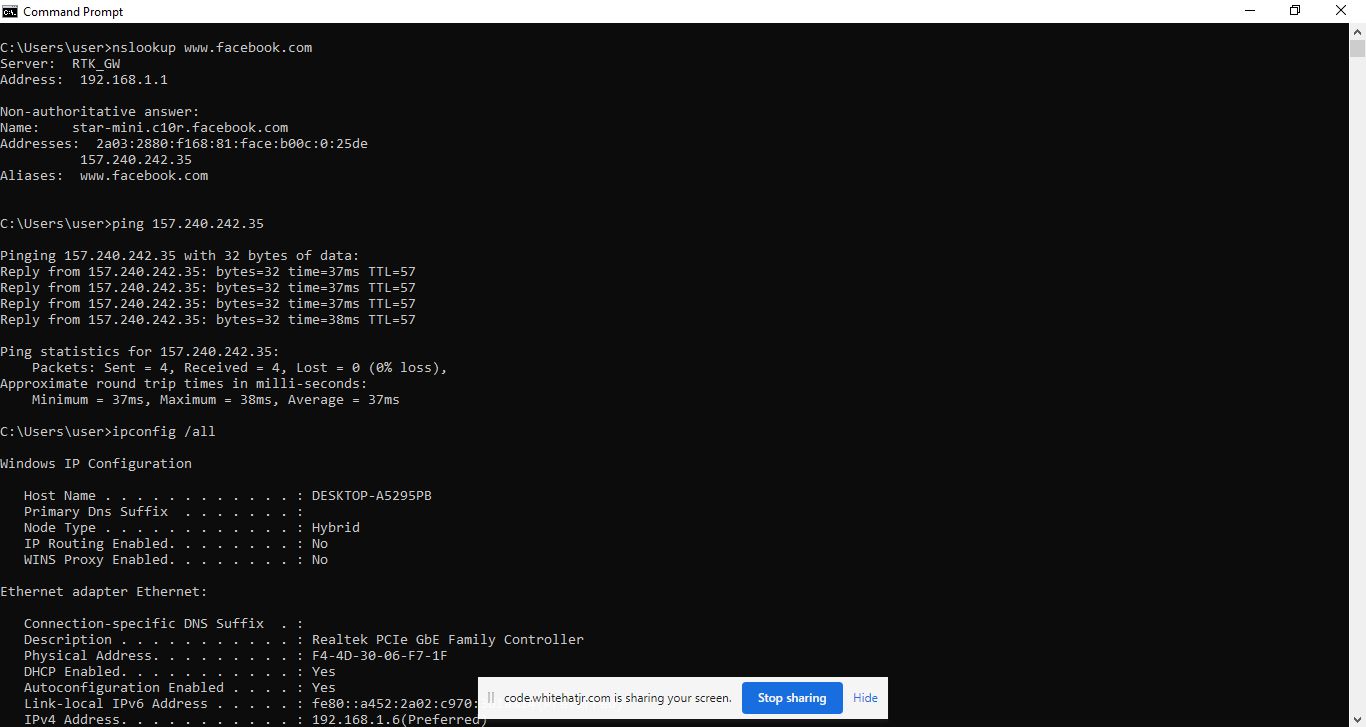 Command Prompt
C:\Users\user>nslookup www.facebook.com
Server:  RTK_GW
Address:  192.168.1.1
Non-authoritative answer:
Name:    star-mini.c10r.facebook.com
Addresses:  2a03:2880:f168:81:face:b00c:0:25de
          157.240.242.35
Aliases:  www.facebook.com
C:\Users\user>ping 157.240.242.35
Pinging 157.240.242.35 with 32 bytes of data:
Reply from 157.240.242.35: bytes=32 time=37ms TTL=57
Reply from 157.240.242.35: bytes=32 time=37ms TTL=57
Reply from 157.240.242.35: bytes=32 time=37ms TTL=57
Reply from 157.240.242.35: bytes=32 time=38ms TTL=57
Ping statistics for 157.240.242.35:
    Packets: Sent = 4, Received = 4, Lost = 0 (0% loss),
Approximate round trip times in milli-seconds:
    Minimum = 37ms, Maximum = 38ms, Average = 37ms
C:\Users\user>ipconfig /all
Windows IP Configuration
   Host Name . . . . . . . . . . . . : DESKTOP-A5295PB
   Primary Dns Suffix  . . . . . . . :
   Node Type . . . . . . . . . . . . : Hybrid
   IP Routing Enabled. . . . . . . . : No
   WINS Proxy Enabled. . . . . . . . : No
Ethernet adapter Ethernet:
   Connection-specific DNS Suffix  . :
   Description . . . . . . . . . . . : Realtek PCIe GbE Family Controller
   Physical Address. . . . . . . . . : F4-4D-30-06-F7-1F
   DHCP Enabled. . . . . . . . . . . : Yes
   Autoconfiguration Enabled . . . . : Yes
   Link-local IPv6 Address . . . . . : fe80::a452:2a02:c970:
   IPv4 Address. . . . . . . . . . . : 192.168.1.6(Preferred)
code.whitehatjr.com is sharing your screen.
Stop sharing
Hide